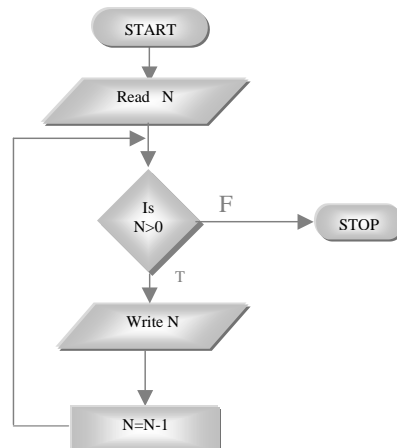 START
Read N
Is
N>0
F
STOP
T
Write N
N=N-1